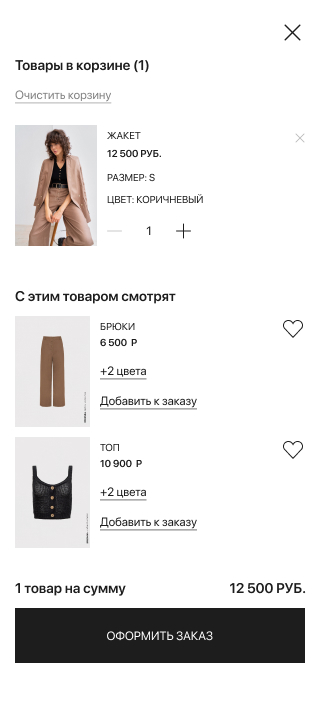 Товары в корзине (1)
Очистить корзину
ЖАКЕТ
12 500 РУБ.
РАЗМЕР: S
ЦВЕТ: КОРИЧНЕВЫЙ
1
С этим товаром смотрят
БРЮКИ
6 500 Р
+2 цвета
Добавить к заказу
ТОП
10 900 Р
+2 цвета
Добавить к заказу
1 товар на сумму
12 500 РУБ.
ОФОРМИТЬ ЗАКАЗ